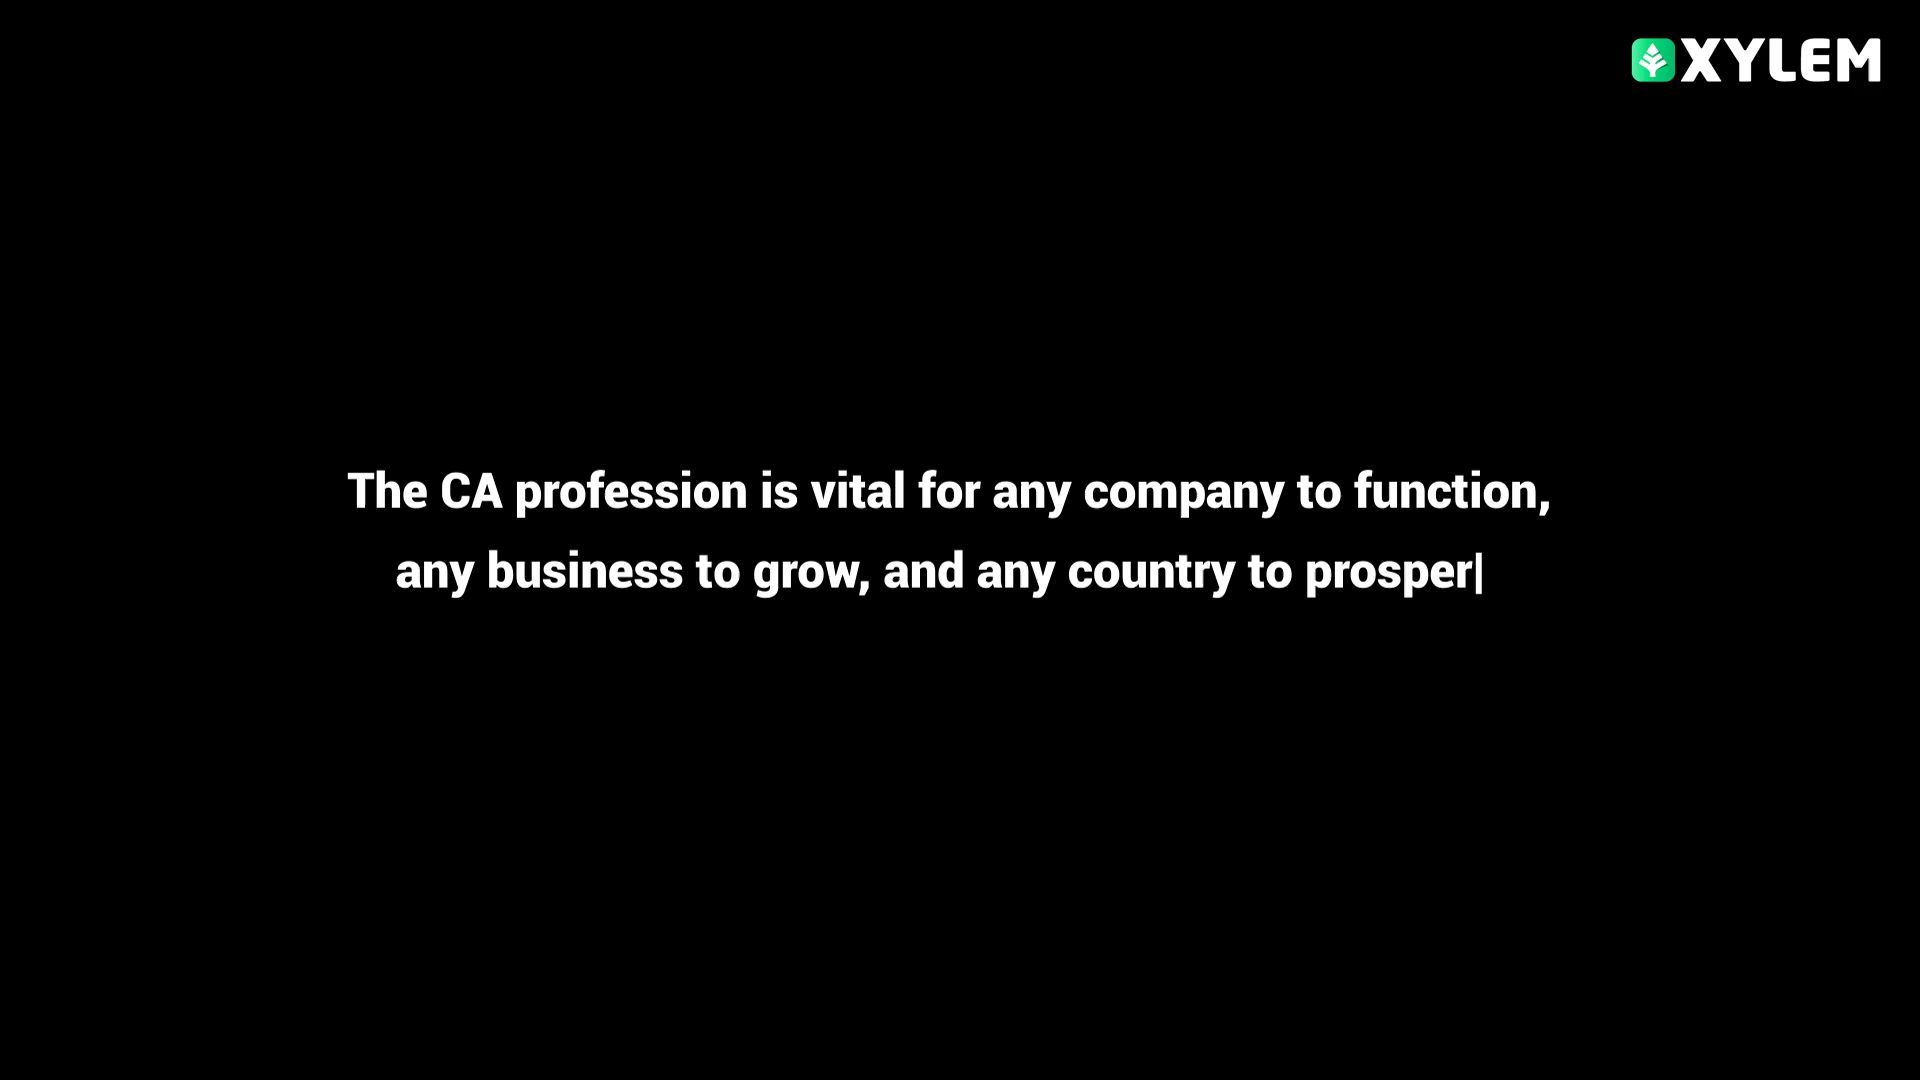 XYLEM
The CA profession is vital for any company to function,
any business to grow, and any country to prosper|